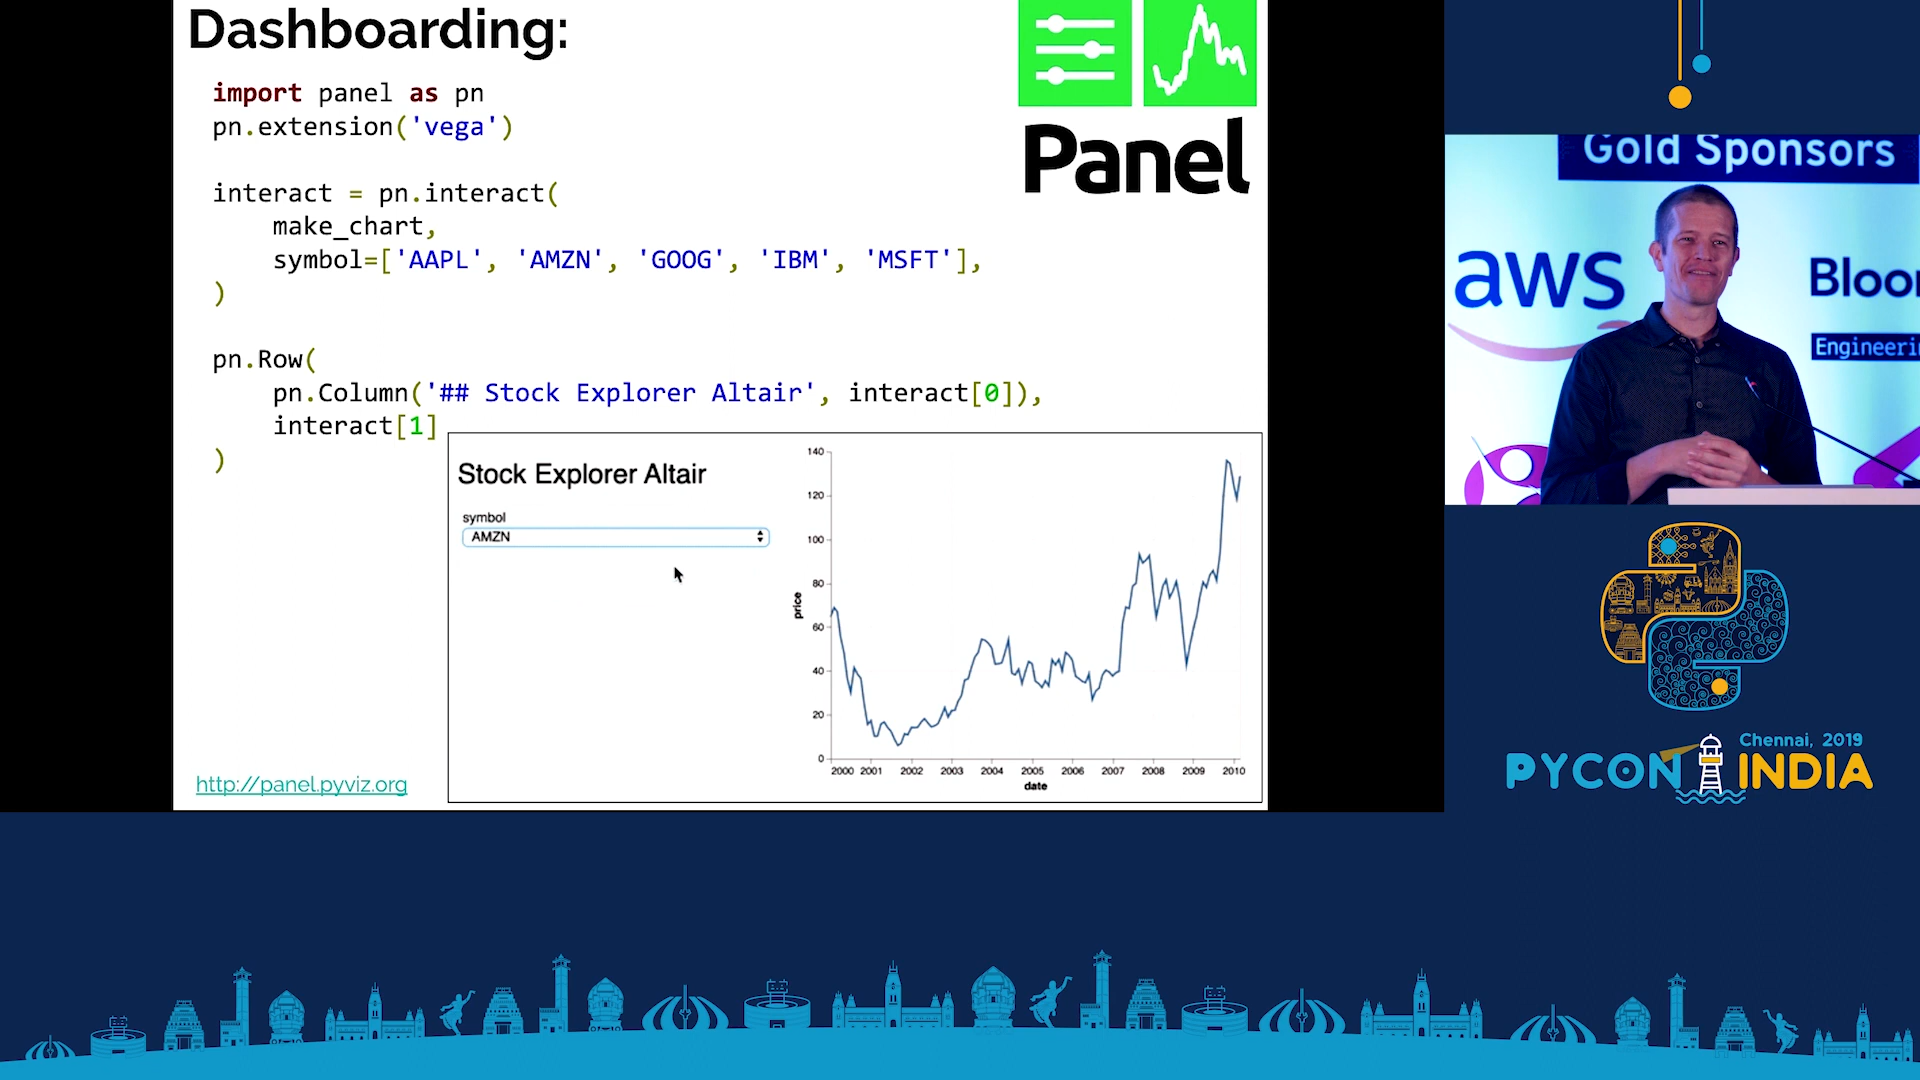 Dashboarding:
import panel as pn
pn.extension('vega')
interact = pn.interact(
make_chart,
symbol=['AAPL', 'AMZN', 'GOOG', 'IBM', 'MSFT'],
)
pn.Row(
pn.Column('## Stock Explorer Altair', interact[0]),
interact[1]
)
Panel
Stock Explorer Altair
symbol
AMZN
price
140
120
100
80
60
40
20
0
2000 2001 2002 2003 2004 2005 2006 2007 2008 2009 2010
date
http://panel.pyviz.org
Gold Sponsors
aws
Bloo
Engineeri
Chennai, 2019
PYCON INDIA